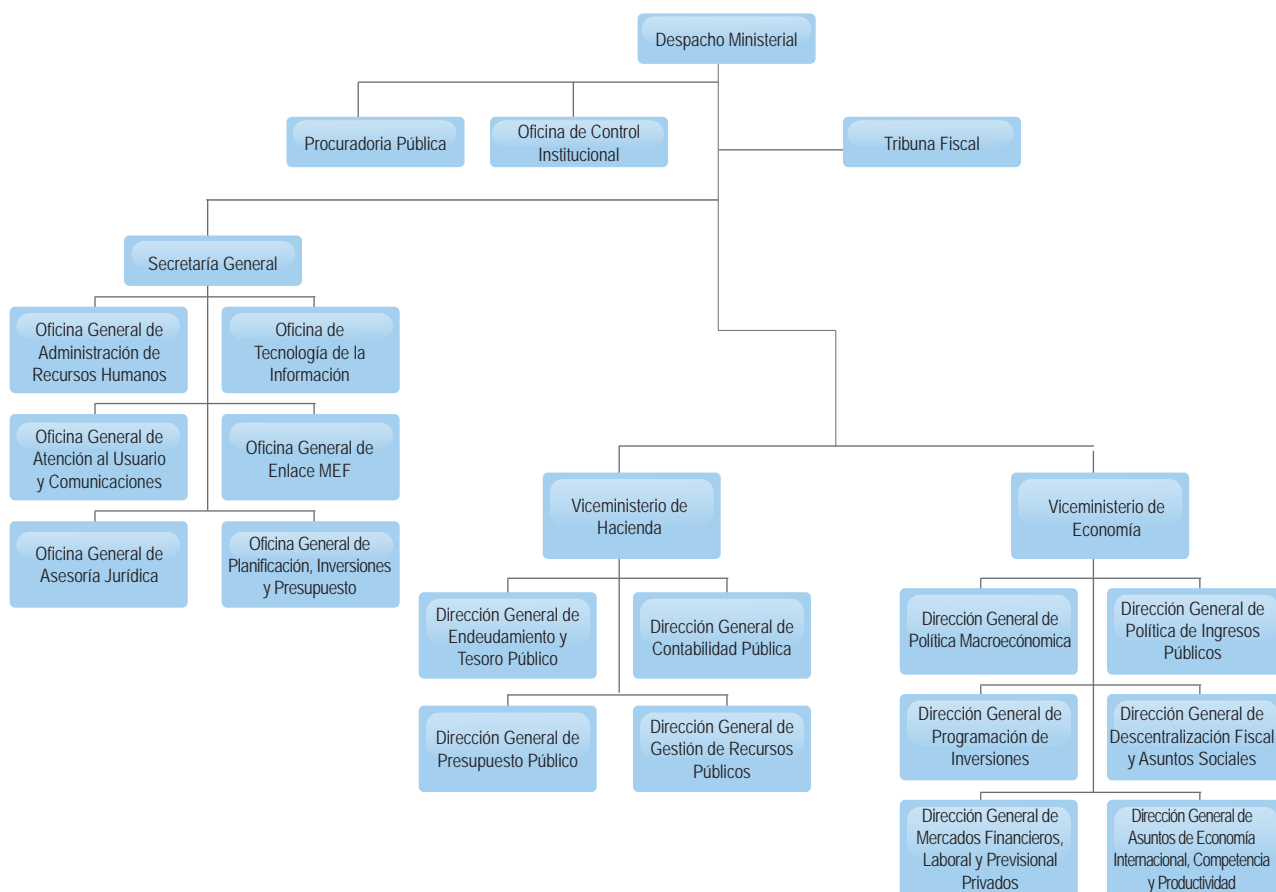 Despacho Ministerial
Procuradoria Pública
Oficina de Control
Institucional
Tribuna Fiscal
Secretaría General
Oficina General de
Administración de
Recursos Humanos
Oficina de
Tecnología de la
Información
Oficina General de
Atención al Usuario
y Comunicaciones
Oficina General de
Enlace MEF
Oficina General de
Asesoría Jurídica
Oficina General de
Planificación, Inversiones
y Presupuesto
Viceministerio de
Hacienda
Viceministerio de
Economía
Dirección General de
Endeudamiento y
Tesoro Público
Dirección General de
Contabilidad Pública
Dirección General de
Presupuesto Público
Dirección General de
Gestión de Recursos
Públicos
Dirección General de
Política Macroecónomica
Dirección General de
Política de Ingresos
Públicos
Dirección General de
Programación de
Inversiones
Dirección General de
Descentralización Fiscal
y Asuntos Sociales
Dirección General de
Mercados Financieros,
Laboral y Previsional
Privados
Dirección General de
Asuntos de Economía
Internacional, Competencia
y Productividad